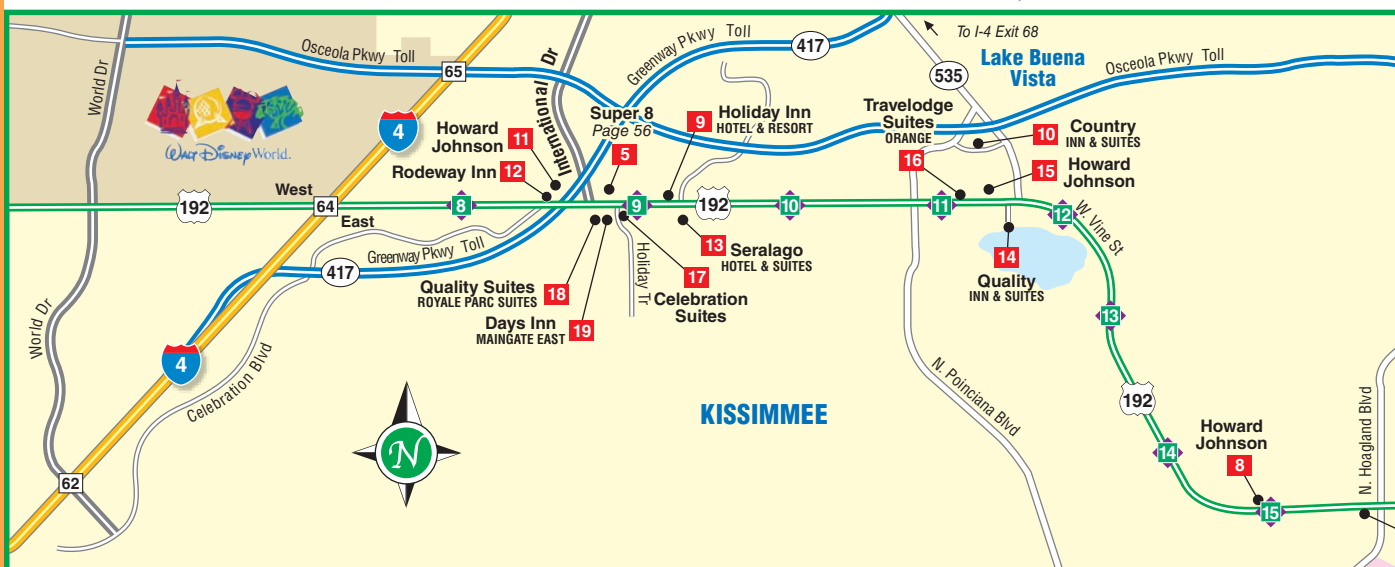 To I-4 Exit 68
Osceola Pkwy Toll
65
World Dr
International Dr
Greenway Pkwy Toll
417
535
Lake Buena
Vista
Osceola Pkwy Toll
4
WALT DISNEY World.
Howard
Johnson
11
Rodeway Inn 12
Super 8
Page 56
5
9 Holiday Inn
HOTEL & RESORT
Travelodge
Suites
ORANGE
16
10 Country
INN & SUITES
15 Howard
Johnson
West
192
64
East
8
9
192
10
11
12
W. Vine St
Greenway Pkwy Toll
417
Quality Suites
ROYALE PARC SUITES
18
Days Inn
MAINGATE EAST
19
Holiday Tr
13 Seralago
HOTEL & SUITES
17
Celebration
Suites
14
Quality
INN & SUITES
13
World Dr
4
Celebration Blvd
N
KISSIMMEE
N. Poinciana Blvd
192
14
Howard
Johnson
8
15
N. Hoagland Blvd
62